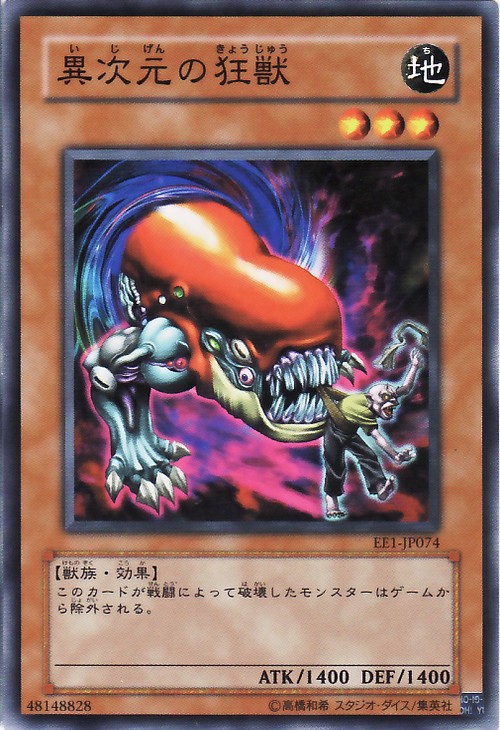 異次元の狂獣
いじげん きょうじゅう
地
ち
EE1-JP074
【獣族・効果】
けものぞく こうか
このカードが戦闘によって破壊したモンスターはゲームか
せんとう はかい
ら除外される。
じょがい
ATK/1400 DEF/1400
48148828
©高橋和希 スタジオ・ダイス/集英社